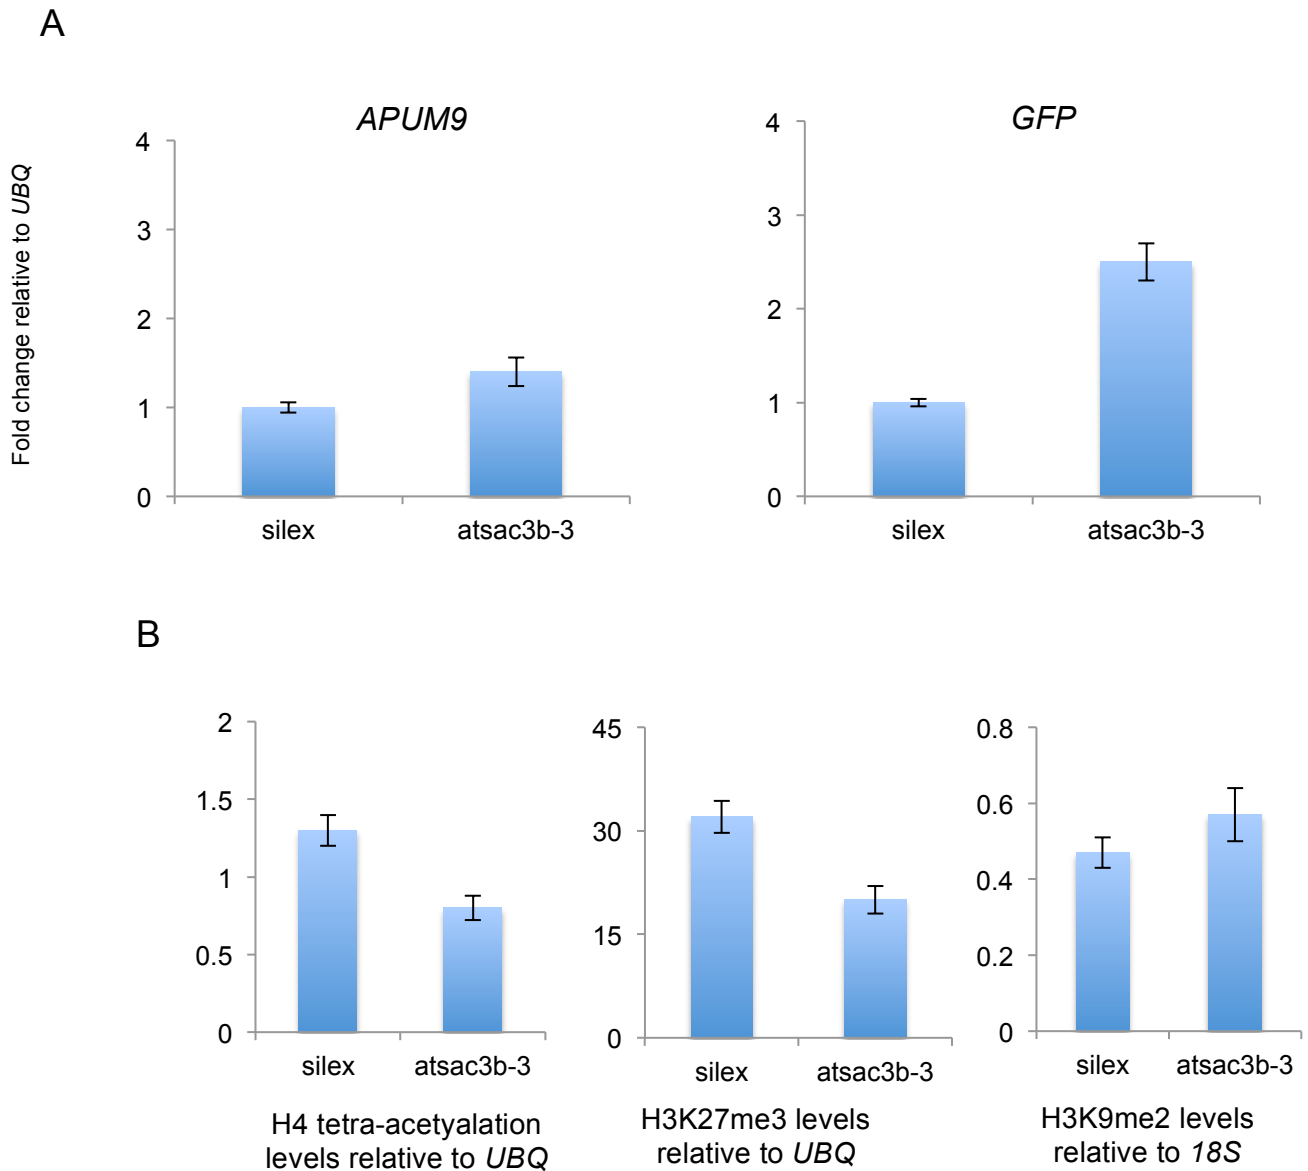 A
APUM9
GFP
Fold change relative to UBQ
4
3
2
1
0
silex
atsac3b-3
4
3
2
1
0
silex
atsac3b-3
B
2
1.5
1
0.5
0
silex
atsac3b-3
H4 tetra-acetyalation
levels relative to UBQ
45
30
15
0
silex
atsac3b-3
H3K27me3 levels
relative to UBQ
0.8
0.6
0.4
0.2
0
silex
atsac3b-3
H3K9me2 levels
relative to 18S